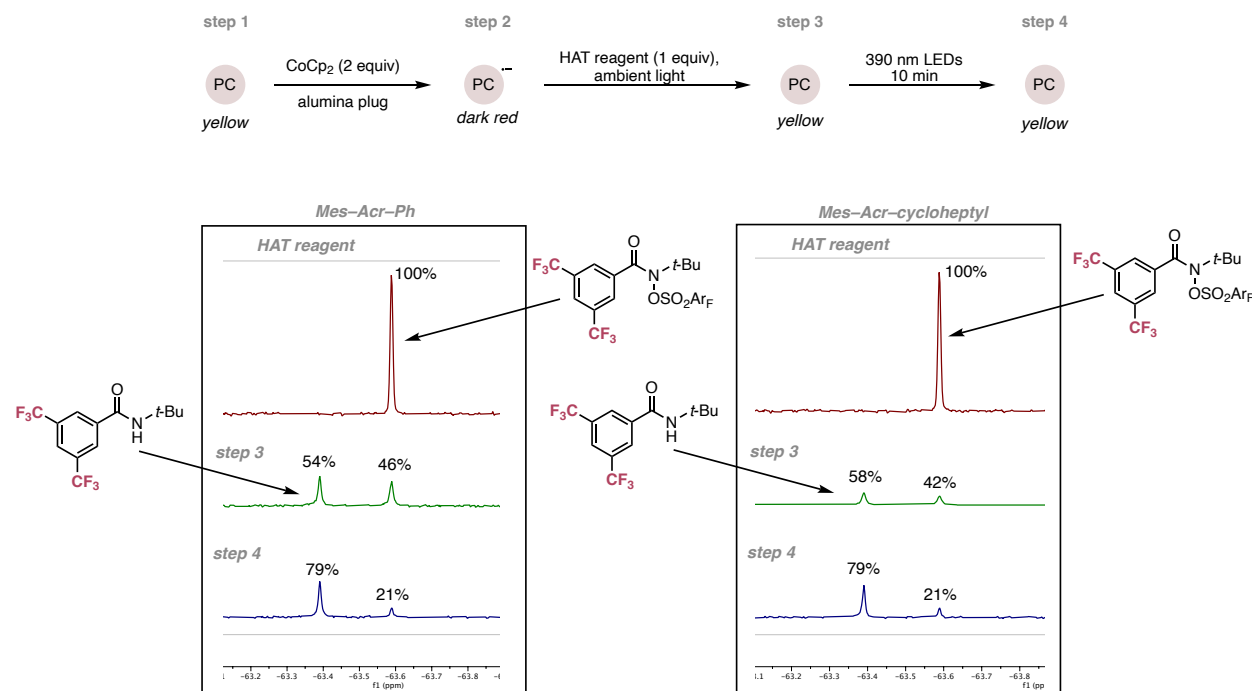 step 1
step 2
step 3
step 4
CoCp2 (2 equiv)
alumina plug
HAT reagent (1 equiv),
ambient light
390 nm LEDs
10 min
PC
PC
•–
PC
PC
yellow
dark red
yellow
yellow
Mes–Acr–Ph
HAT reagent
100%
step 3
54%
46%
step 4
79%
21%
−63.2 −63.3 −63.4 −63.5 −63.6 −63.7 −63.8
f1 (ppm)
F3C
O
N
t-Bu
OSO2ArF
CF3
F3C
O
N
H
t-Bu
CF3
Mes–Acr–cycloheptyl
HAT reagent
100%
step 3
58%
42%
step 4
79%
21%
3.1 −63.2 −63.3 −63.4 −63.5 −63.6 −63.7 −63.8
f1 (pp
F3C
O
N
t-Bu
OSO2ArF
CF3
F3C
O
N
H
t-Bu
CF3